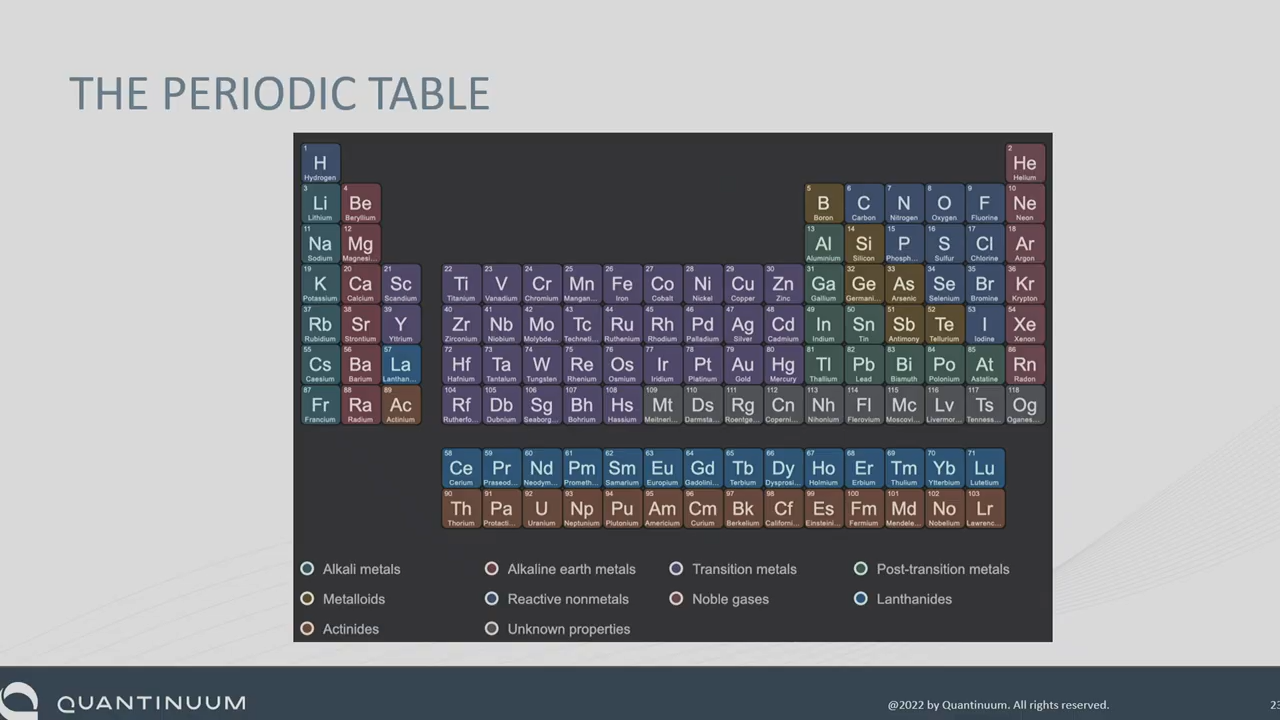 THE PERIODIC TABLE
1 2
H He
Hydrogen Helium
3 4 5 6 7 8 9 10
Li Be B C N O F Ne
Lithium Beryllium Boron Carbon Nitrogen Oxygen Fluorine Neon
11 12 13 14 15 16 17 18
Na Mg Al Si P S Cl Ar
Sodium Magnesi... Aluminium Silicon Phosph... Sulfur Chlorine Argon
19 20 21 22 23 24 25 26 27 28 29 30 31 32 33 34 35 36
K Ca Sc Ti V Cr Mn Fe Co Ni Cu Zn Ga Ge As Se Br Kr
Potassium Calcium Scandium Titanium Vanadium Chromium Mangan... Iron Cobalt Nickel Copper Zinc Gallium Germani... Arsenic Selenium Bromine Krypton
37 38 39 40 41 42 43 44 45 46 47 48 49 50 51 52 53 54
Rb Sr Y Zr Nb Mo Tc Ru Rh Pd Ag Cd In Sn Sb Te I Xe
Rubidium Strontium Yttrium Zirconium Niobium Molybde... Techneti... Ruthenium Rhodium Palladium Silver Cadmium Indium Tin Antimony Tellurium Iodine Xenon
55 56 57 72 73 74 75 76 77 78 79 80 81 82 83 84 85 86
Cs Ba La Hf Ta W Re Os Ir Pt Au Hg Tl Pb Bi Po At Rn
Caesium Barium Lanthan... Hafnium Tantalum Tungsten Rhenium Osmium Iridium Platinum Gold Mercury Thallium Lead Bismuth Polonium Astatine Radon
87 88 89 104 105 106 107 108 109 110 111 112 113 114 115 116 117 118
Fr Ra Ac Rf Db Sg Bh Hs Mt Ds Rg Cn Nh Fl Mc Lv Ts Og
Francium Radium Actinium Rutherfo... Dubnium Seaborg... Bohrium Hassium Meitneri... Darmsta... Roentge... Coperni... Nihonium Flerovium Moscovi... Livermor... Tenness... Oganes...
58 59 60 61 62 63 64 65 66 67 68 69 70 71
Ce Pr Nd Pm Sm Eu Gd Tb Dy Ho Er Tm Yb Lu
Cerium Praseod... Neodym... Prometh... Samarium Europium Gadolini... Terbium Dysprosi... Holmium Erbium Thulium Ytterbium Lutetium
90 91 92 93 94 95 96 97 98 99 100 101 102 103
Th Pa U Np Pu Am Cm Bk Cf Es Fm Md No Lr
Thorium Protacti... Uranium Neptunium Plutonium Americium Curium Berkelium Californi... Einsteini... Fermium Mendele... Nobelium Lawrenc...
Alkali metals Alkaline earth metals Transition metals Post-transition metals
Metalloids Reactive nonmetals Noble gases Lanthanides
Actinides Unknown properties
QUANTINUUM @2022 by Quantinuum. All rights reserved.